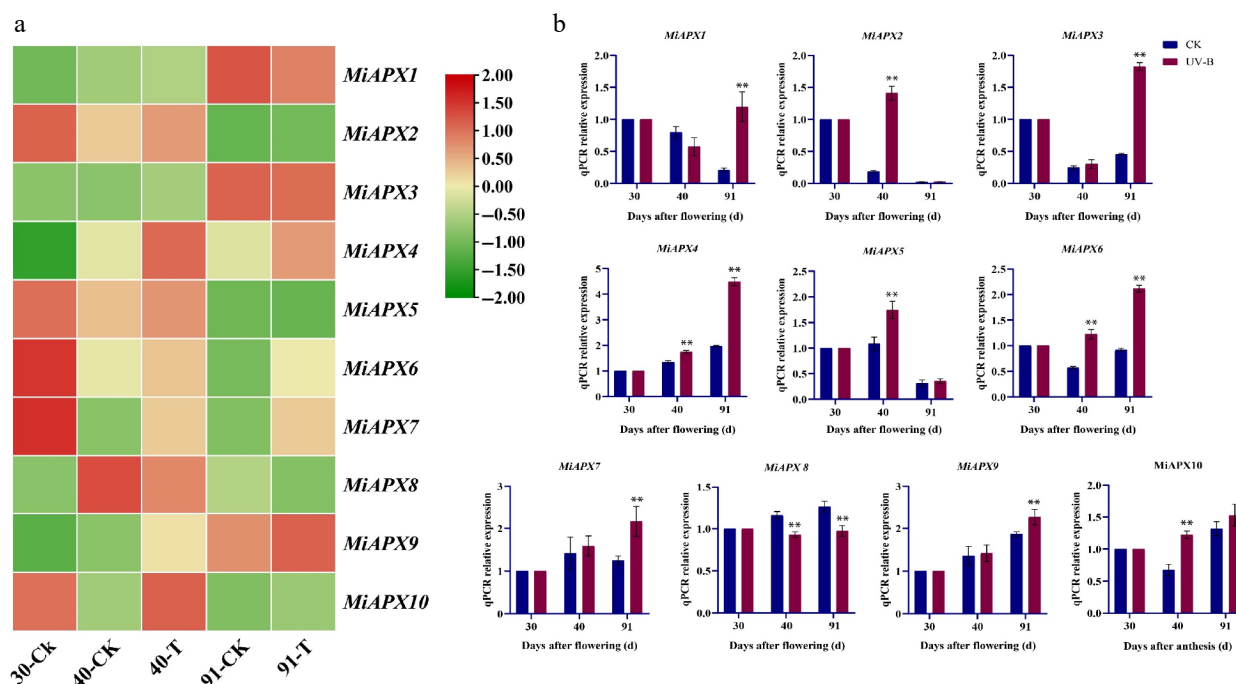 a
MiAPX1
MiAPX2
MiAPX3
MiAPX4
MiAPX5
MiAPX6
MiAPX7
MiAPX8
MiAPX9
MiAPX10
30-Ck
40-CK
40-T
91-CK
91-T
2.00
1.50
1.00
0.50
0.00
−0.50
−1.00
−1.50
−2.00
b
CK
UV-B
MiAPX1
qPCR relative expression
2.0
1.5
1.0
0.5
0.0
**
30
40
91
Days after flowering (d)
MiAPX2
qPCR relative expression
2.0
1.5
1.0
0.5
0.0
**
30
40
91
Days after flowering (d)
MiAPX3
qPCR relative expression
2.0
1.5
1.0
0.5
0.0
**
30
40
91
Days after flowering (d)
MiAPX4
qPCR relative expression
5
4
3
2
1
0
**
**
30
40
91
Days after flowering (d)
MiAPX5
qPCR relative expression
2.5
2.0
1.5
1.0
0.5
0.0
**
30
40
91
Days after flowering (d)
MiAPX6
qPCR relative expression
2.5
2.0
1.5
1.0
0.5
0.0
**
**
30
40
91
Days after flowering (d)
MiAPX7
qPCR relative expression
3
2
1
0
**
30
40
91
Days after flowering (d)
MiAPX 8
qPCR relative expression
1.5
1.0
0.5
0.0
**
**
30
40
91
Days after flowering (d)
MiAPX9
qPCR relative expression
3
2
1
0
**
30
40
91
Days after flowering (d)
MiAPX10
qPCR relative expression
2.0
1.5
1.0
0.5
0.0
**
30
40
91
Days after anthesis (d)